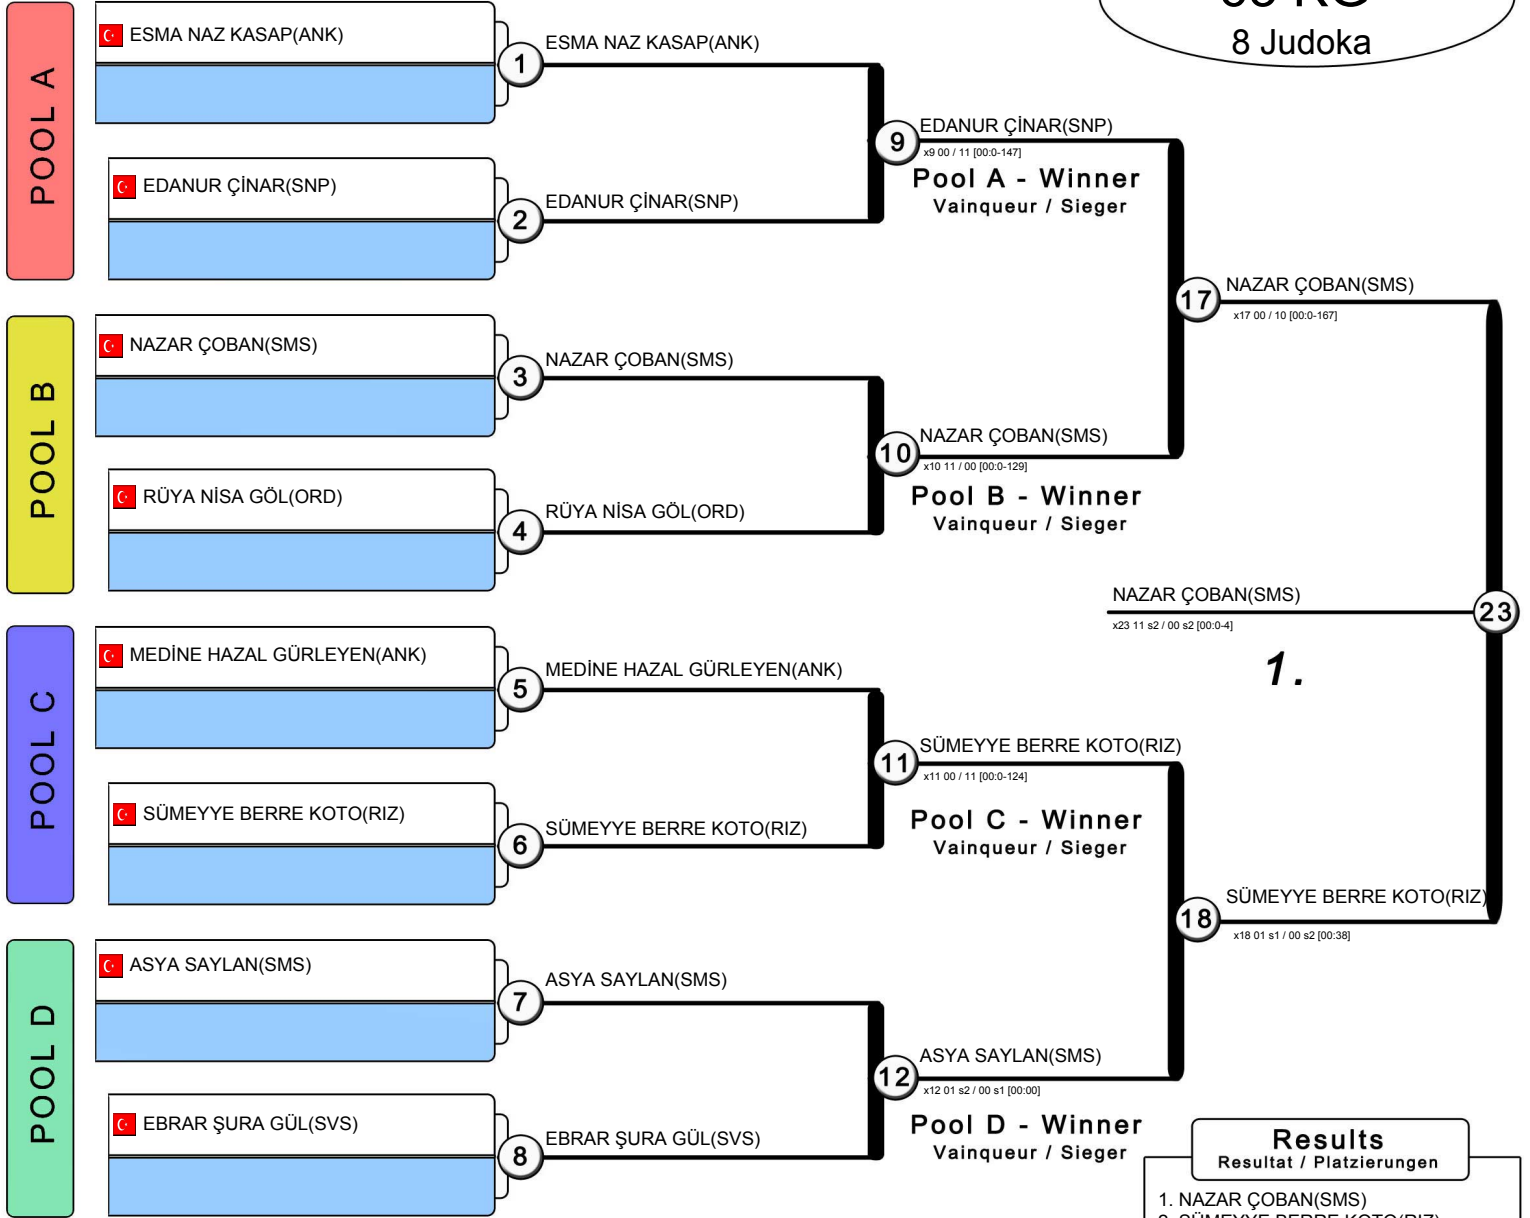 8 Judoka
POOL A
ESMA NAZ KASAP(ANK)
1
ESMA NAZ KASAP(ANK)
EDANUR ÇİNAR(SNP)
2
EDANUR ÇİNAR(SNP)
9
EDANUR ÇİNAR(SNP)
x9 00 / 11 [00:0-147]
Pool A - Winner
Vainqueur / Sieger
POOL B
NAZAR ÇOBAN(SMS)
3
NAZAR ÇOBAN(SMS)
RÜYA NİSA GÖL(ORD)
4
RÜYA NİSA GÖL(ORD)
10
NAZAR ÇOBAN(SMS)
x10 11 / 00 [00:0-129]
Pool B - Winner
Vainqueur / Sieger
17
NAZAR ÇOBAN(SMS)
x17 00 / 10 [00:0-167]
NAZAR ÇOBAN(SMS)
x23 11 s2 / 00 s2 [00:0-4]
23
1.
POOL C
MEDİNE HAZAL GÜRLEYEN(ANK)
5
MEDİNE HAZAL GÜRLEYEN(ANK)
SÜMEYYE BERRE KOTO(RIZ)
6
SÜMEYYE BERRE KOTO(RIZ)
11
SÜMEYYE BERRE KOTO(RIZ)
x11 00 / 11 [00:0-124]
Pool C - Winner
Vainqueur / Sieger
18
SÜMEYYE BERRE KOTO(RIZ)
x18 01 s1 / 00 s2 [00:38]
POOL D
ASYA SAYLAN(SMS)
7
ASYA SAYLAN(SMS)
EBRAR ŞURA GÜL(SVS)
8
EBRAR ŞURA GÜL(SVS)
12
ASYA SAYLAN(SMS)
x12 01 s2 / 00 s1 [00:00]
Pool D - Winner
Vainqueur / Sieger
Results
Resultat / Platzierungen
1. NAZAR ÇOBAN(SMS)
2. SÜMEYYE BERRE KOTO(RIZ)